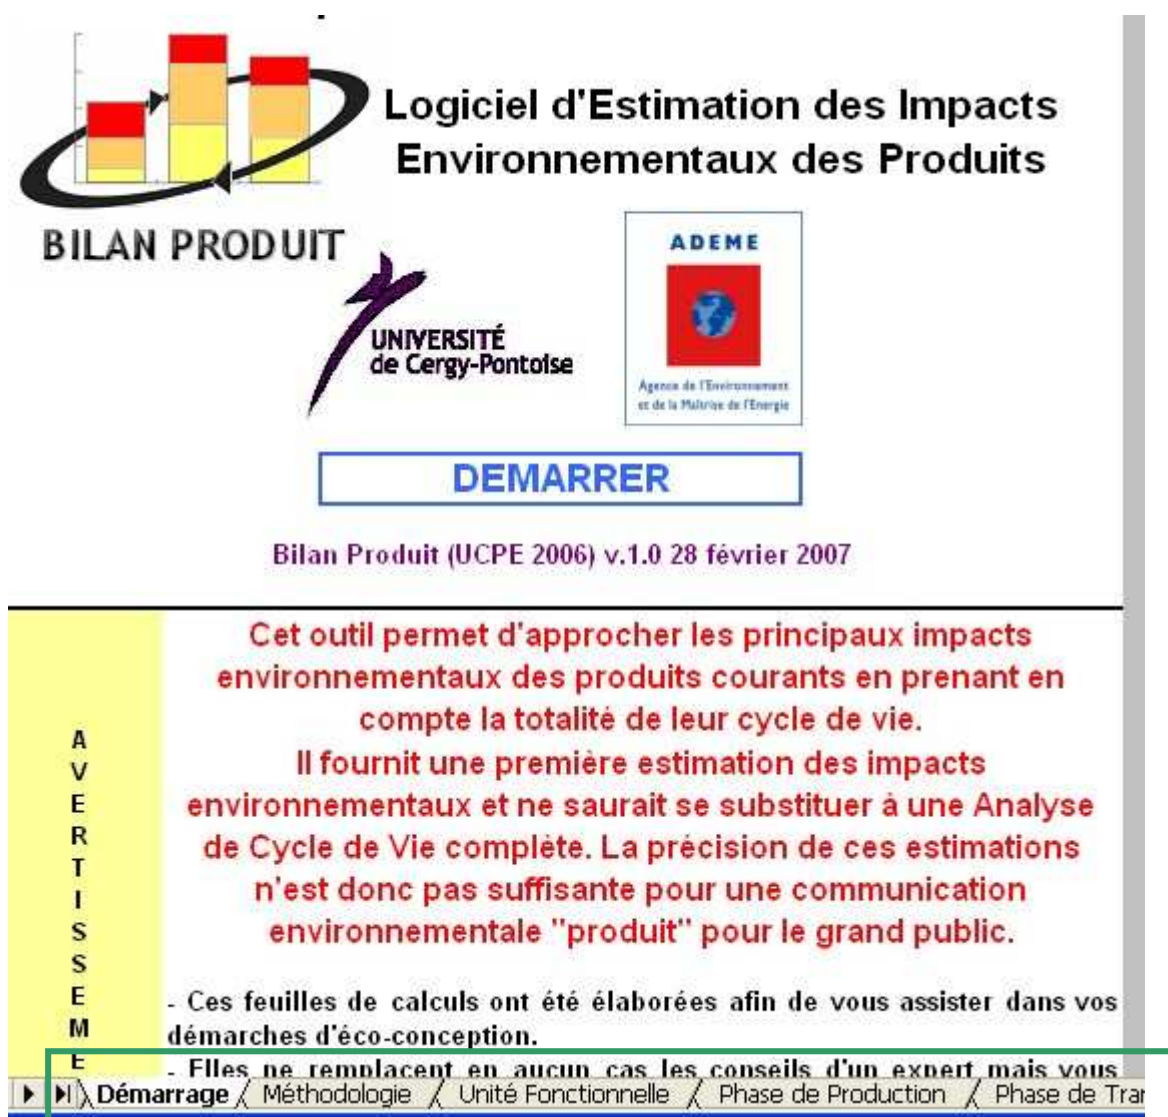 Logiciel d'Estimation des Impacts
Environnementaux des Produits
BILAN PRODUIT
UNIVERSITÉ
de Cergy-Pontoise
ADEME
Agence de l'Environnement
et de la Maîtrise de l'Energie
DEMARRER
Bilan Produit (UCPE 2006) v.1.0 28 février 2007
AVERTISSEME
Cet outil permet d'approcher les principaux impacts
environnementaux des produits courants en prenant en
compte la totalité de leur cycle de vie.
Il fournit une première estimation des impacts
environnementaux et ne saurait se substituer à une Analyse
de Cycle de Vie complète. La précision de ces estimations
n'est donc pas suffisante pour une communication
environnementale "produit" pour le grand public.
- Ces feuilles de calculs ont été élaborées afin de vous assister dans vos
démarches d'éco-conception.
- Elles ne remplacent en aucun cas les conseils d'un expert mais vous
Démarrage Méthodologie Unité Fonctionnelle Phase de Production Phase de Tran